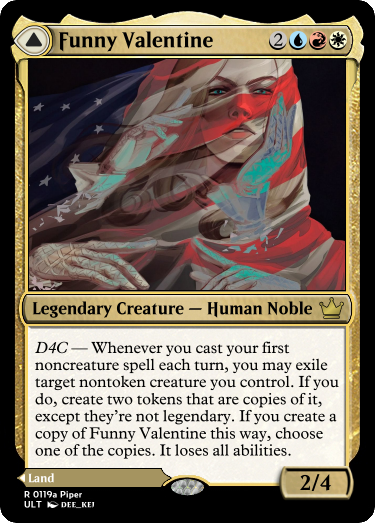 Funny Valentine 2
Legendary Creature — Human Noble
D4C — Whenever you cast your first
noncreature spell each turn, you may exile
target nontoken creature you control. If you
do, create two tokens that are copies of it,
except they're not legendary. If you create a
copy of Funny Valentine this way, choose
one of the copies. It loses all abilities.
Land
2/4
R 0119a Piper
ULT DEE_KEJ